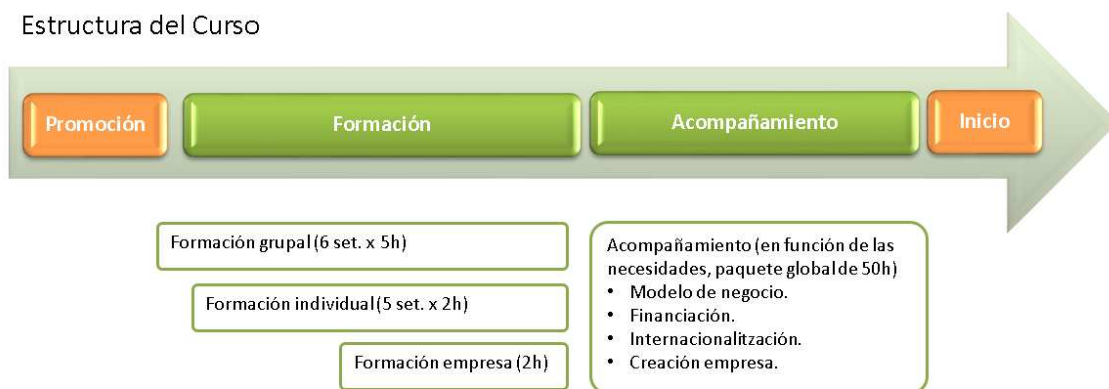 Estructura del Curso
Promoción
Formación
Acompañamiento
Inicio
Formación grupal (6 set. x 5h)
Formación individual (5 set. x 2h)
Formación empresa (2h)
Acompañamiento (en función de las
necesidades, paquete global de 50h)
• Modelo de negocio.
• Financiación.
• Internacionalitzación.
• Creación empresa.